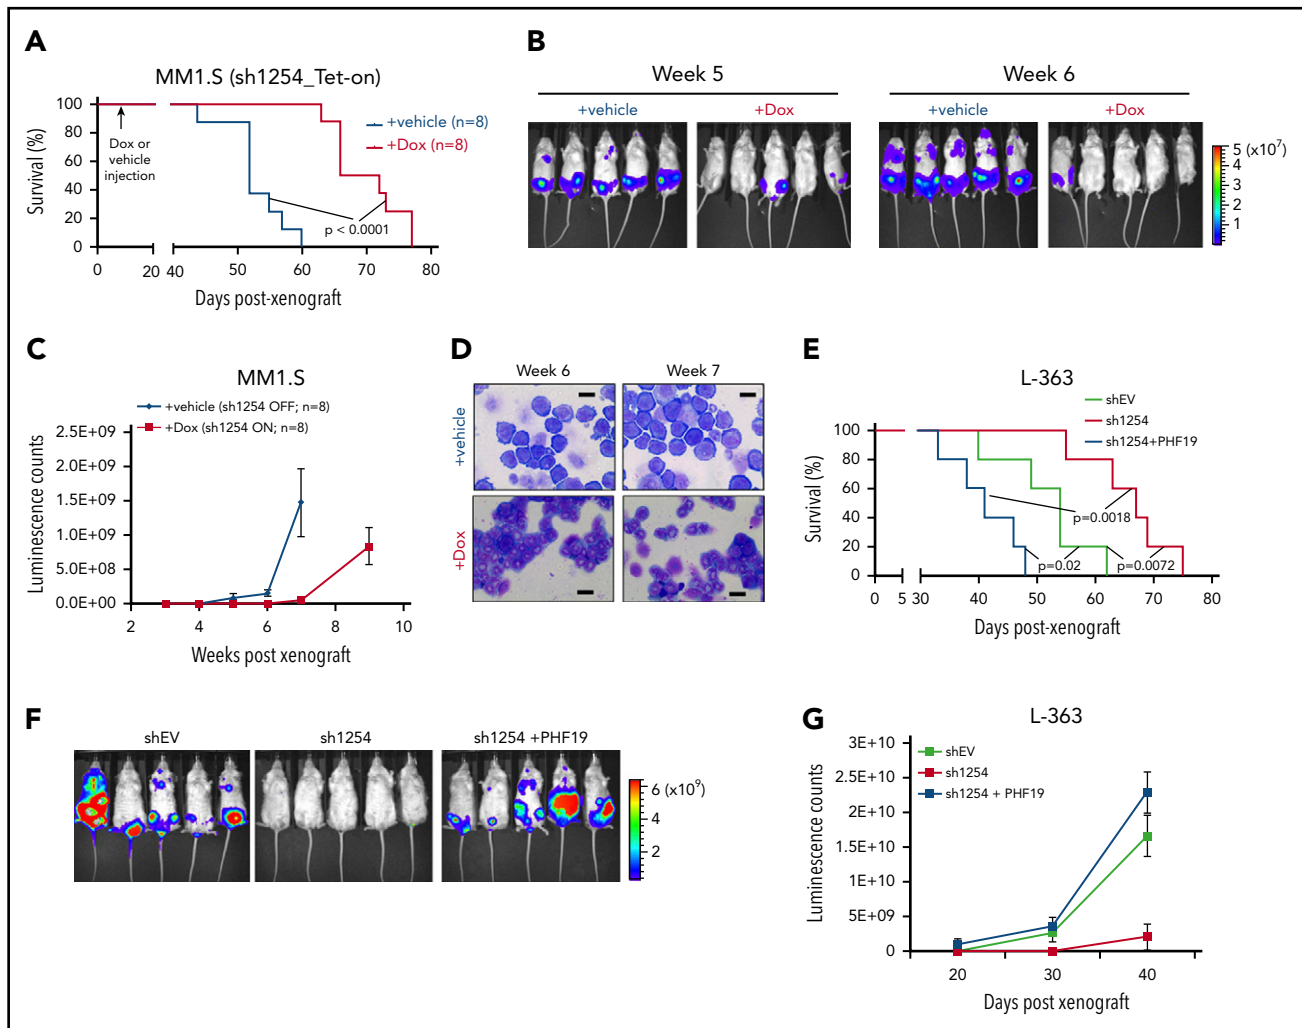 A
MM1.S (sh1254_Tet-on)
Survival (%)
100
80
60
40
20
0
Dox or
vehicle
injection
+vehicle (n=8)
+Dox (n=8)
p < 0.0001
0 20 40 50 60 70 80
Days post-xenograft
B
Week 5 Week 6
+vehicle +Dox +vehicle +Dox
5 (x10⁷)
4
3
2
1
C
MM1.S
+vehicle (sh1254 OFF; n=8)
+Dox (sh1254 ON; n=8)
Luminescence counts
2.5E+09
2.0E+09
1.5E+09
1.0E+09
5.0E+08
0.0E+00
2 4 6 8 10
Weeks post xenograft
D
Week 6 Week 7
+vehicle
+Dox
E
L-363
shEV
sh1254
sh1254+PHF19
Survival (%)
100
80
60
40
20
0
p=0.0018
p=0.02 p=0.0072
0 5 30 40 50 60 70 80
Days post-xenograft
F
shEV sh1254 sh1254 +PHF19
6 (x10⁹)
4
2
G
L-363
shEV
sh1254
sh1254 + PHF19
Luminescence counts
3E+10
2.5E+10
2E+10
1.5E+10
1E+10
5E+09
0
20 30 40
Days post xenograft